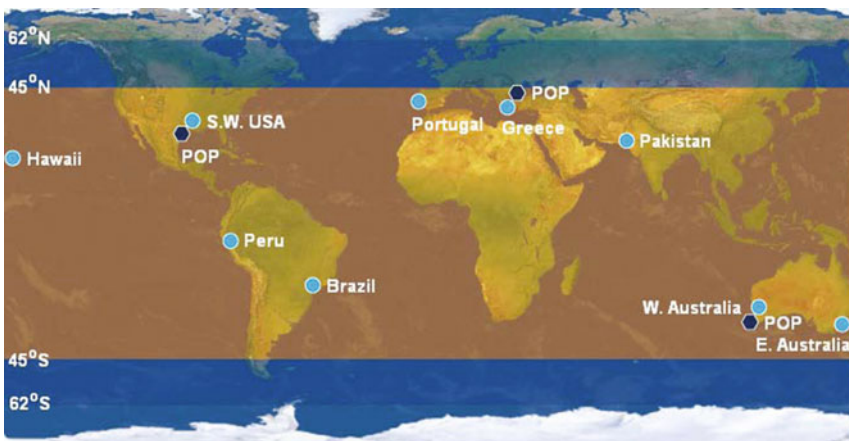 62°N
45°N
POP
S.W. USA
Portugal
Greece
Pakistan
POP
Hawaii
Peru
Brazil
W. Australia
POP
E. Australia
45°S
62°S